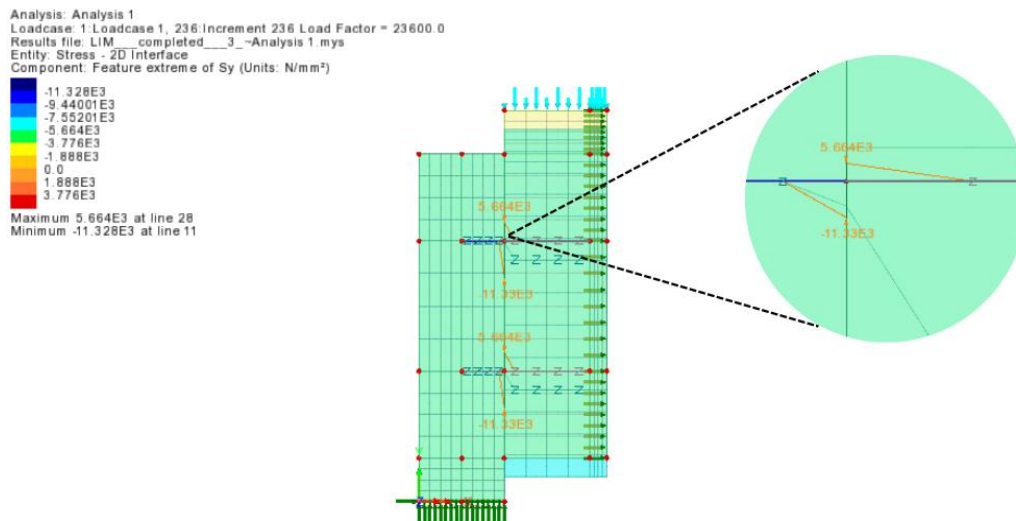 Analysis: Analysis 1
Loadcase: 1:Loadcase 1, 236:Increment 236 Load Factor = 23600.0
Results file: LIM___completed___3_~Analysis 1.mys
Entity: Stress - 2D Interface
Component: Feature extreme of Sy (Units: N/mm²)
-11.328E3
-9.44001E3
-7.55201E3
-5.664E3
-3.776E3
-1.888E3
0.0
1.888E3
3.776E3
Maximum 5.664E3 at line 28
Minimum -11.328E3 at line 11
5.664E3
Z Z Z Z Z Z Z Z
Z Z Z Z
-11.33E3
5.664E3
Z Z Z Z Z Z Z Z
Z Z Z Z
-11.33E3
5.664E3
Z Z
-11.33E3